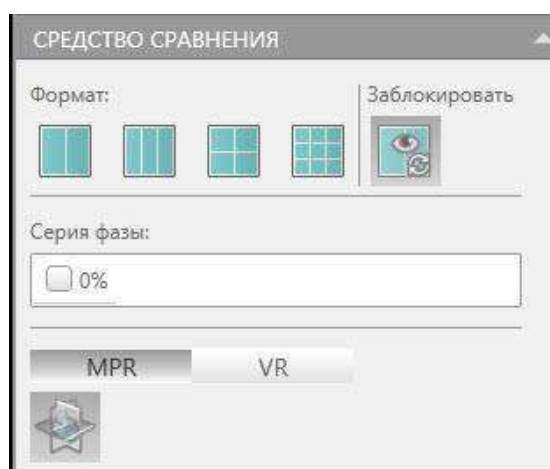 СРЕДСТВО СРАВНЕНИЯ
Формат: Заблокировать
Серия фазы:
0%
MPR VR